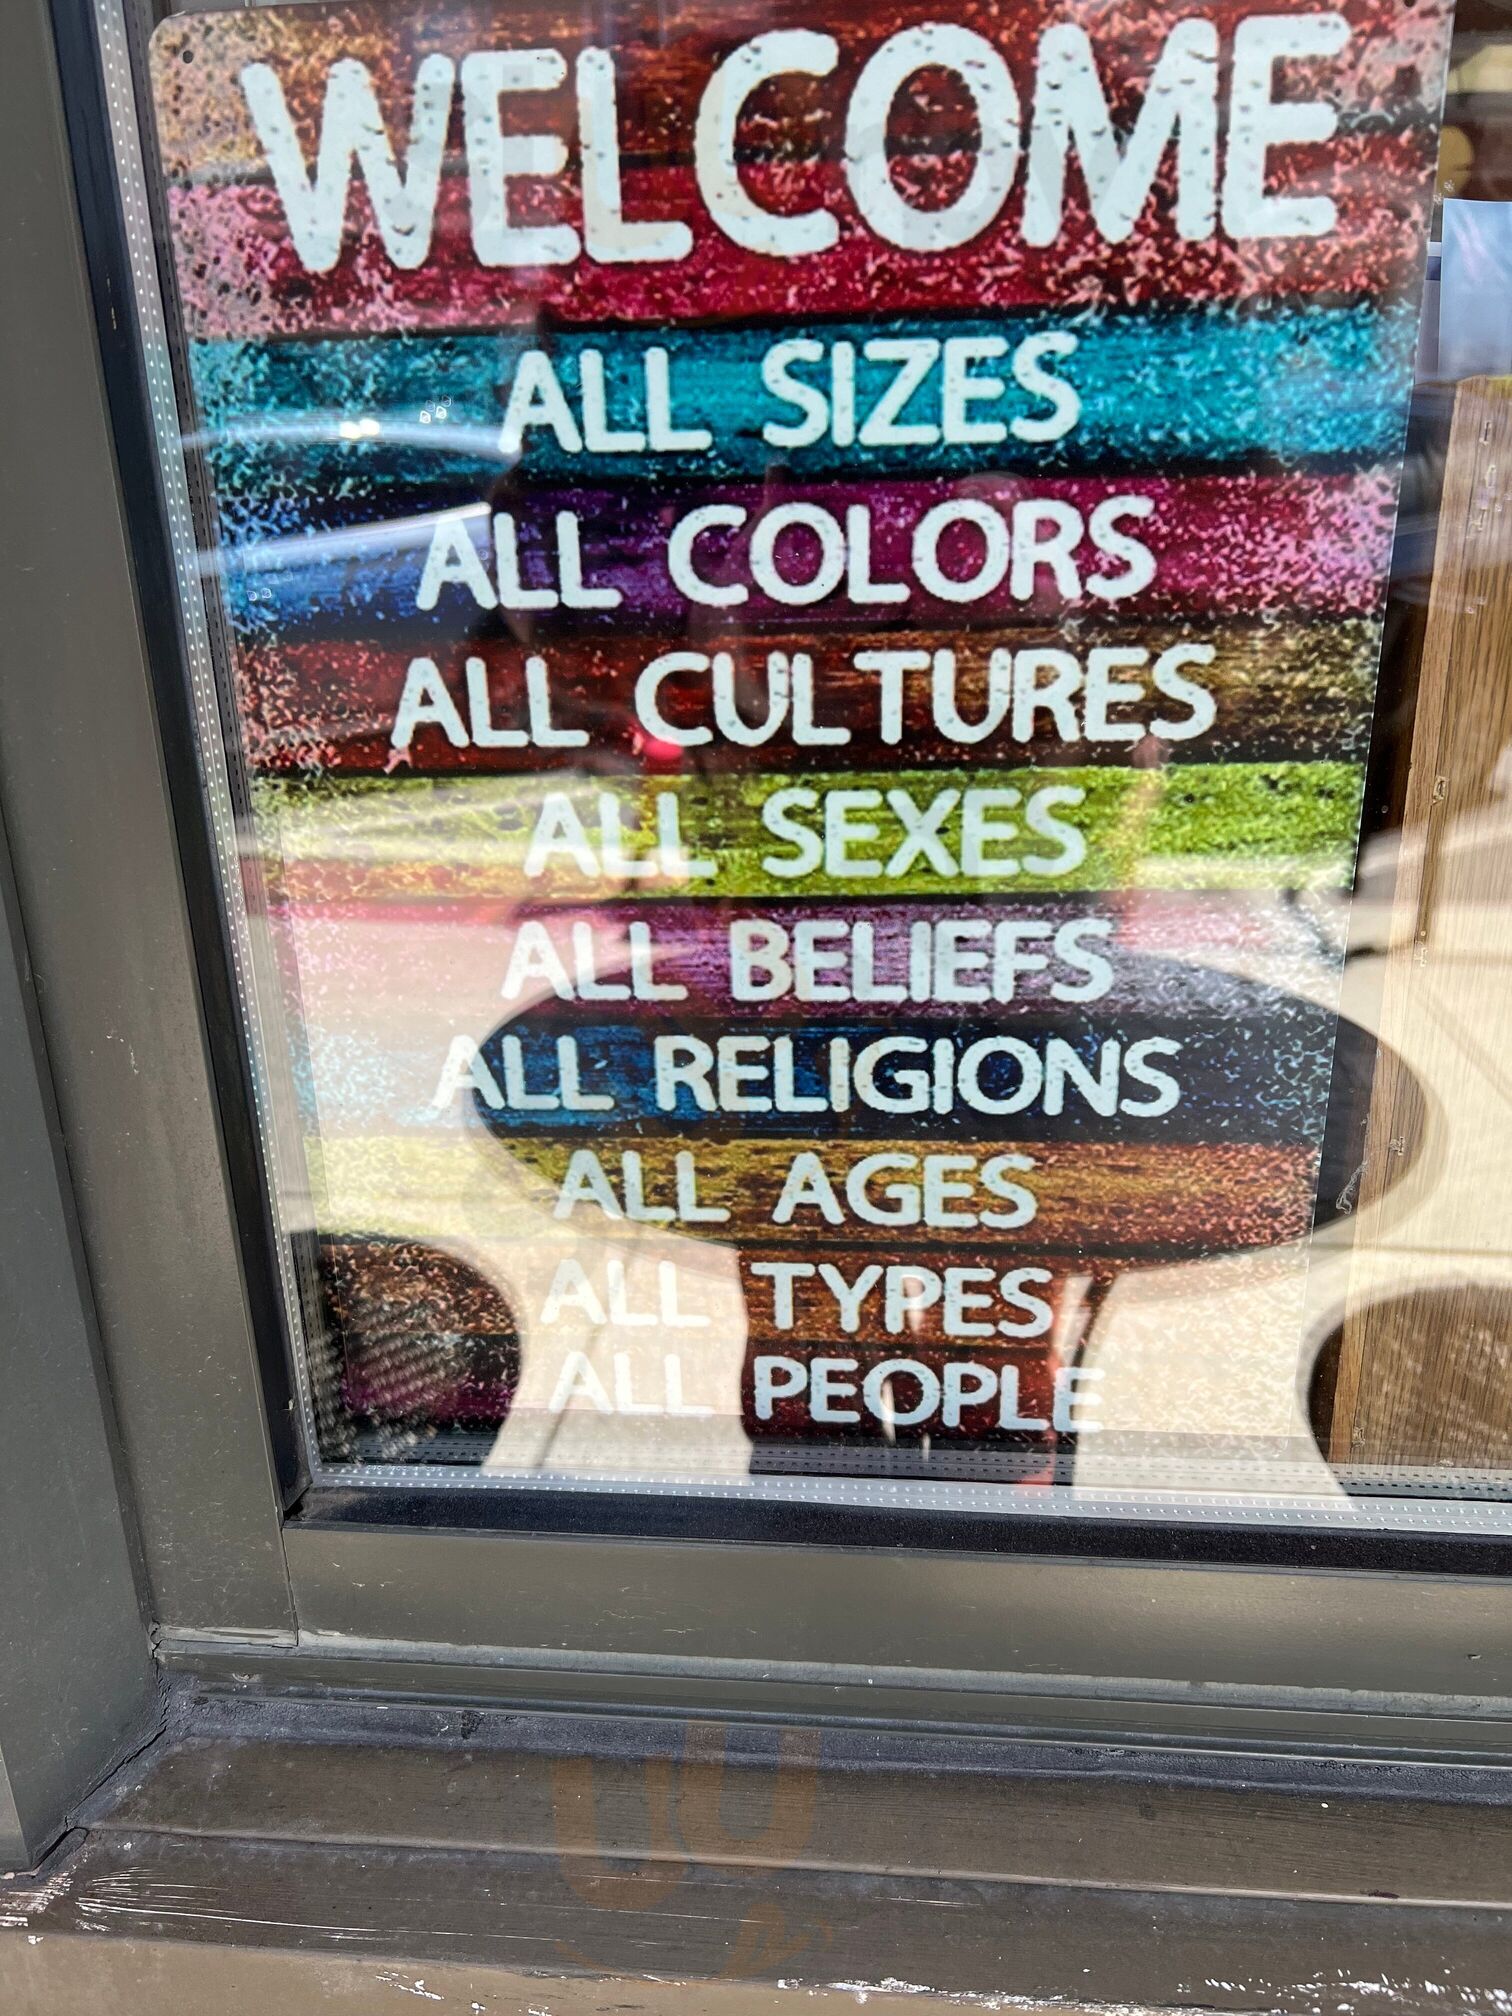 WELCOME
ALL SIZES
ALL COLORS
ALL CULTURES
ALL SEXES
ALL BELIEFS
ALL RELIGIONS
ALL AGES
ALL TYPES
ALL PEOPLE